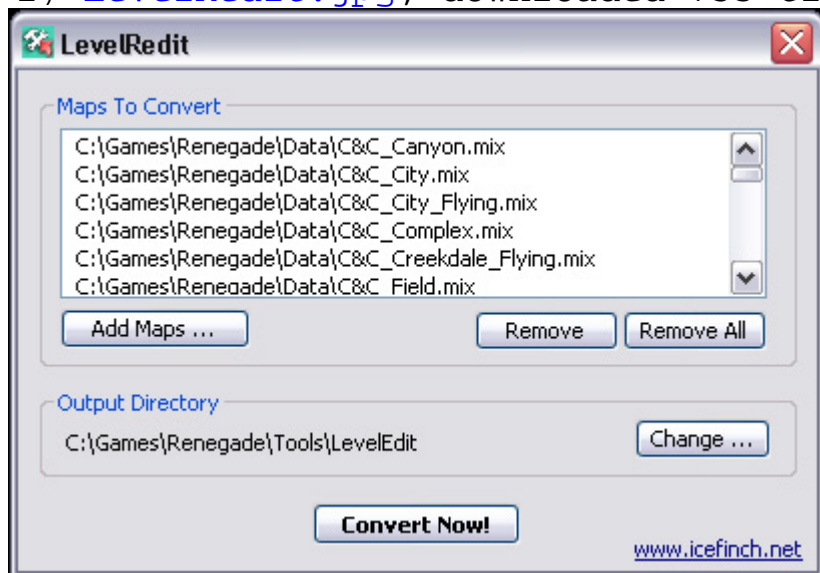 LevelRedit
Maps To Convert
C:\Games\Renegade\Data\C&C_Canyon.mix
C:\Games\Renegade\Data\C&C_City.mix
C:\Games\Renegade\Data\C&C_City_Flying.mix
C:\Games\Renegade\Data\C&C_Complex.mix
C:\Games\Renegade\Data\C&C_Creekdale_Flying.mix
C:\Games\Renegade\Data\C&C_Field.mix
Add Maps ...
Remove
Remove All
Output Directory
C:\Games\Renegade\Tools\LevelEdit
Change ...
Convert Now!
www.icefinch.net